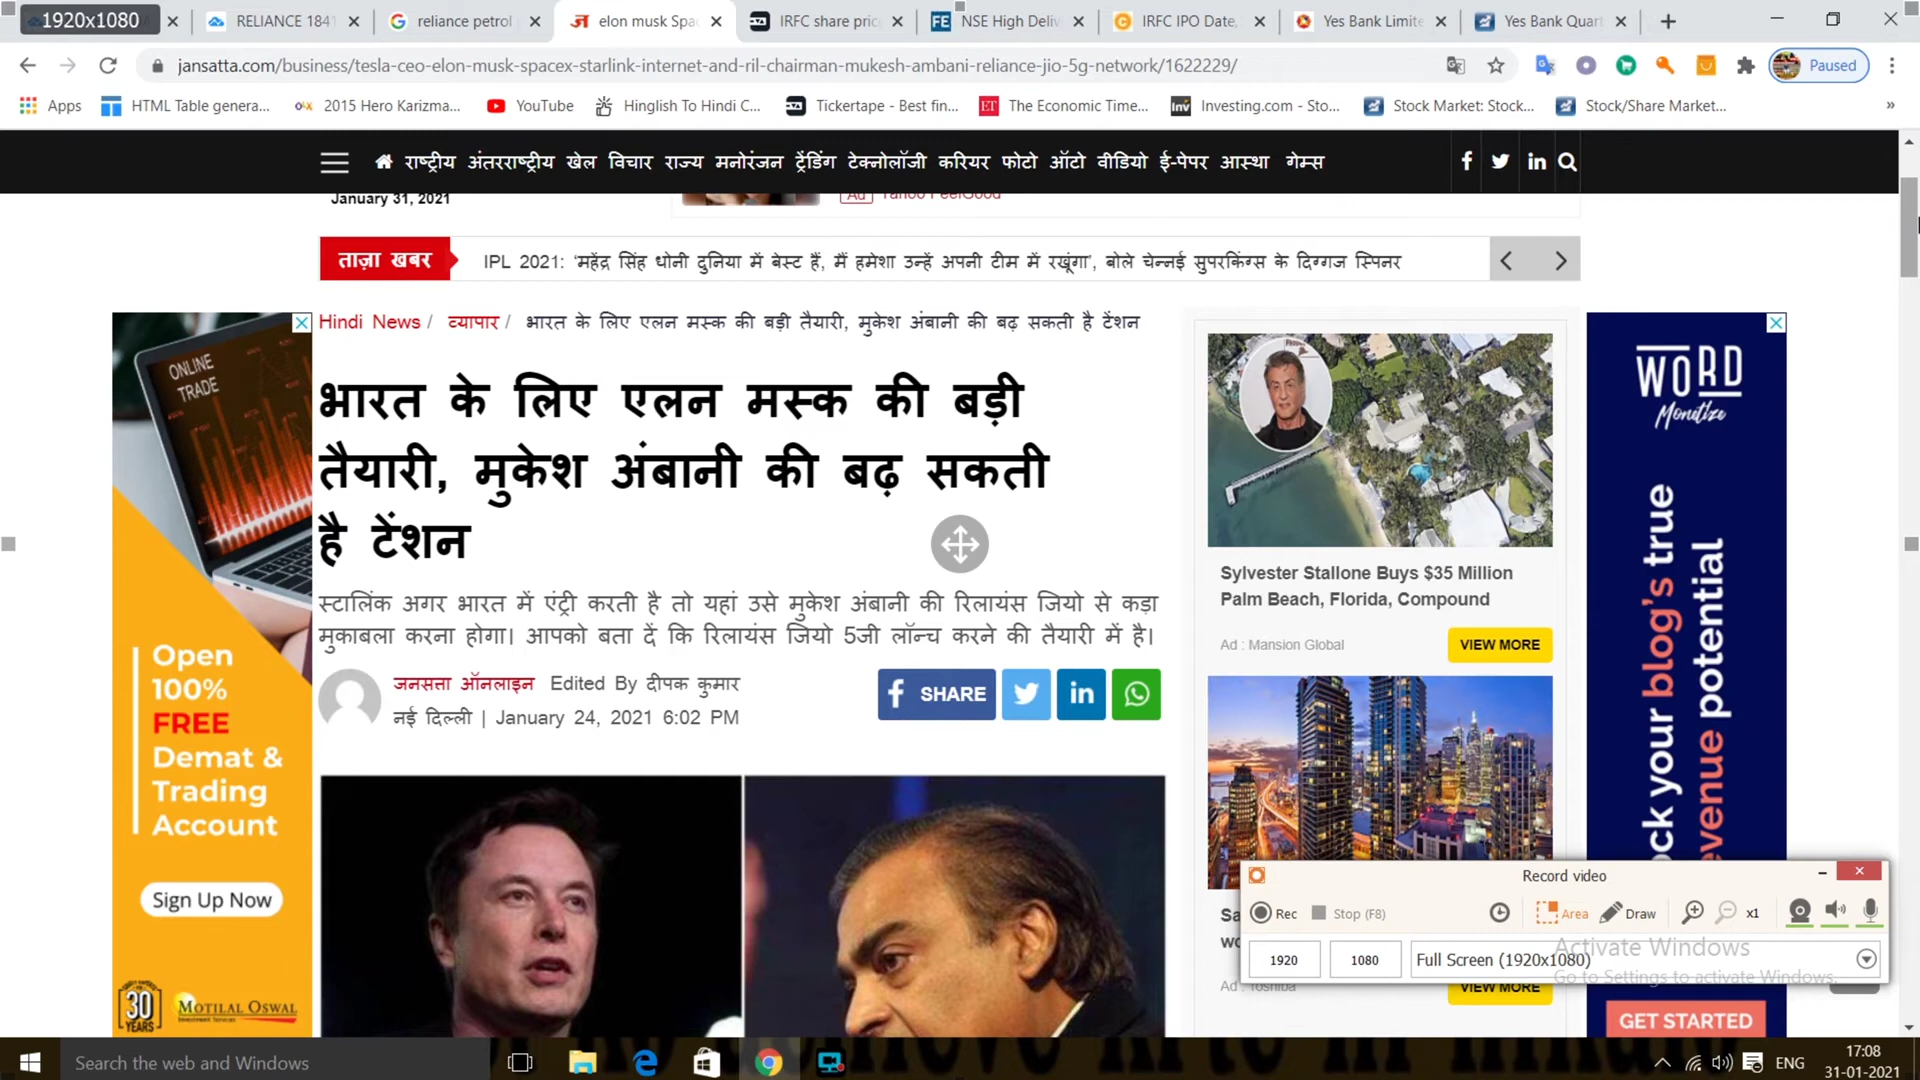 1920x1080
RELIANCE 184
reliance petrol
elon musk Spa
IRFC share pric
NSE High Deliv
IRFC IPO Date,
Yes Bank Limite
Yes Bank Quart
jansatta.com/business/tesla-ceo-elon-musk-spacex-starlink-internet-and-ril-chairman-mukesh-ambani-reliance-jio-5g-network/1622229/
Paused
Apps HTML Table genera... 2015 Hero Karizma... YouTube Hinglish To Hindi C... Tickertape - Best fin... The Economic Time... Investing.com - Sto... Stock Market: Stock... Stock/Share Market...
राष्ट्रीय अंतरराष्ट्रीय खेल विचार राज्य मनोरंजन ट्रेंडिंग टेक्नोलॉजी करियर फोटो ऑटो वीडियो ई-पेपर आस्था गेम्स
January 31, 2021
Ad Yahoo FeelGood
ताज़ा खबर
IPL 2021: ‘महेंद्र सिंह धोनी दुनिया में बेस्ट हैं, मैं हमेशा उन्हें अपनी टीम में रखूंगा’, बोले चेन्नई सुपरकिंग्स के दिग्गज स्पिनर
Hindi News / व्यापार / भारत के लिए एलन मस्क की बड़ी तैयारी, मुकेश अंबानी की बढ़ सकती है टेंशन
भारत के लिए एलन मस्क की बड़ी
तैयारी, मुकेश अंबानी की बढ़ सकती
है टेंशन
स्टालिंक अगर भारत में एंट्री करती है तो यहां उसे मुकेश अंबानी की रिलायंस जियो से कड़ा
मुकाबला करना होगा। आपको बता दें कि रिलायंस जियो 5जी लॉन्च करने की तैयारी में है।
जनसत्ता ऑनलाइन Edited By दीपक कुमार
नई दिल्ली | January 24, 2021 6:02 PM
SHARE
ONLINE
TRADE
Open
100%
FREE
Demat &
Trading
Account
Sign Up Now
30
YEARS
MOTILAL OSWAL
Sylvester Stallone Buys $35 Million
Palm Beach, Florida, Compound
Ad : Mansion Global
VIEW MORE
Sa
wo
Ad : Toshiba
VIEW MORE
WORD
Monetize
ock your blog's true
evenue potential
GET STARTED
Record video
Rec Stop (F8) Area Draw x1
1920 1080 Full Screen (1920x1080)
Activate Windows
Go to Settings to activate Windows.
Search the web and Windows
ENG
17:08
31-01-2021